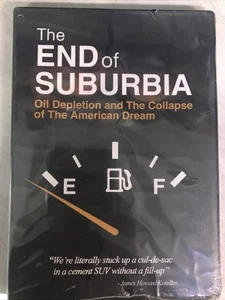 The
END of
SUBURBIA
Oil Depletion and The Collapse
of The American Dream
E F
"We're literally stuck up a cul-de-sac
in a cement SUV without a fill-up"
- James Howard Kunstler